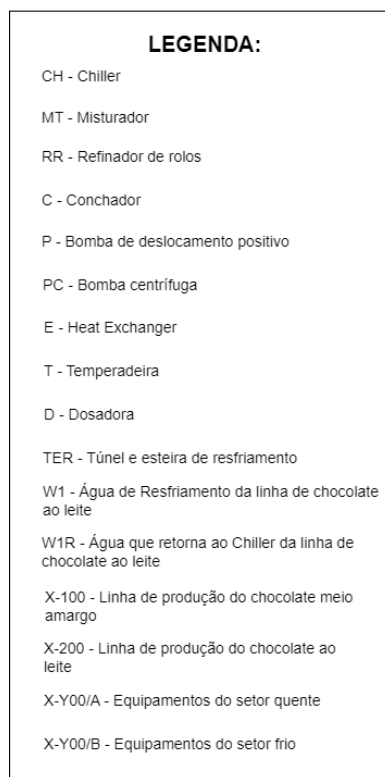 LEGENDA:
CH - Chiller
MT - Misturador
RR - Refinador de rolos
C - Conchador
P - Bomba de deslocamento positivo
PC - Bomba centrífuga
E - Heat Exchanger
T - Temperadeira
D - Dosadora
TER - Túnel e esteira de resfriamento
W1 - Água de Resfriamento da linha de chocolate
ao leite
W1R - Água que retorna ao Chiller da linha de
chocolate ao leite
X-100 - Linha de produção do chocolate meio
amargo
X-200 - Linha de produção do chocolate ao
leite
X-Y00/A - Equipamentos do setor quente
X-Y00/B - Equipamentos do setor frio